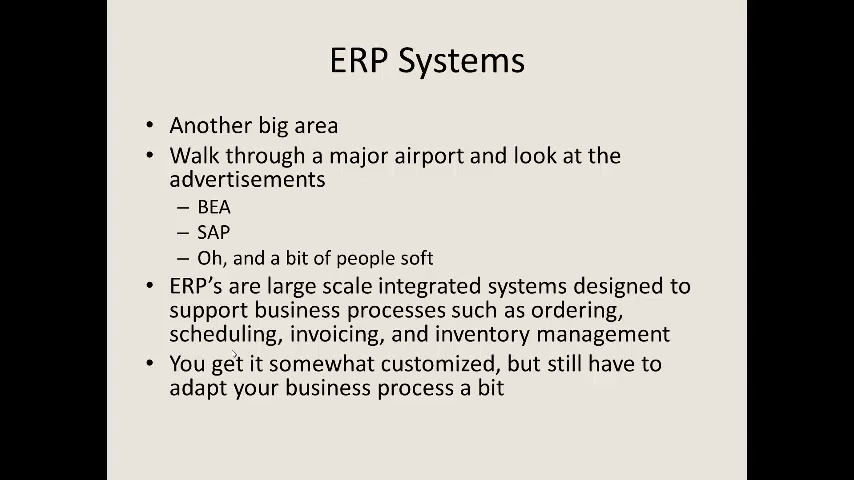 ERP Systems
• Another big area
• Walk through a major airport and look at the
advertisements
– BEA
– SAP
– Oh, and a bit of people soft
• ERP's are large scale integrated systems designed to
support business processes such as ordering,
scheduling, invoicing, and inventory management
• You get it somewhat customized, but still have to
adapt your business process a bit